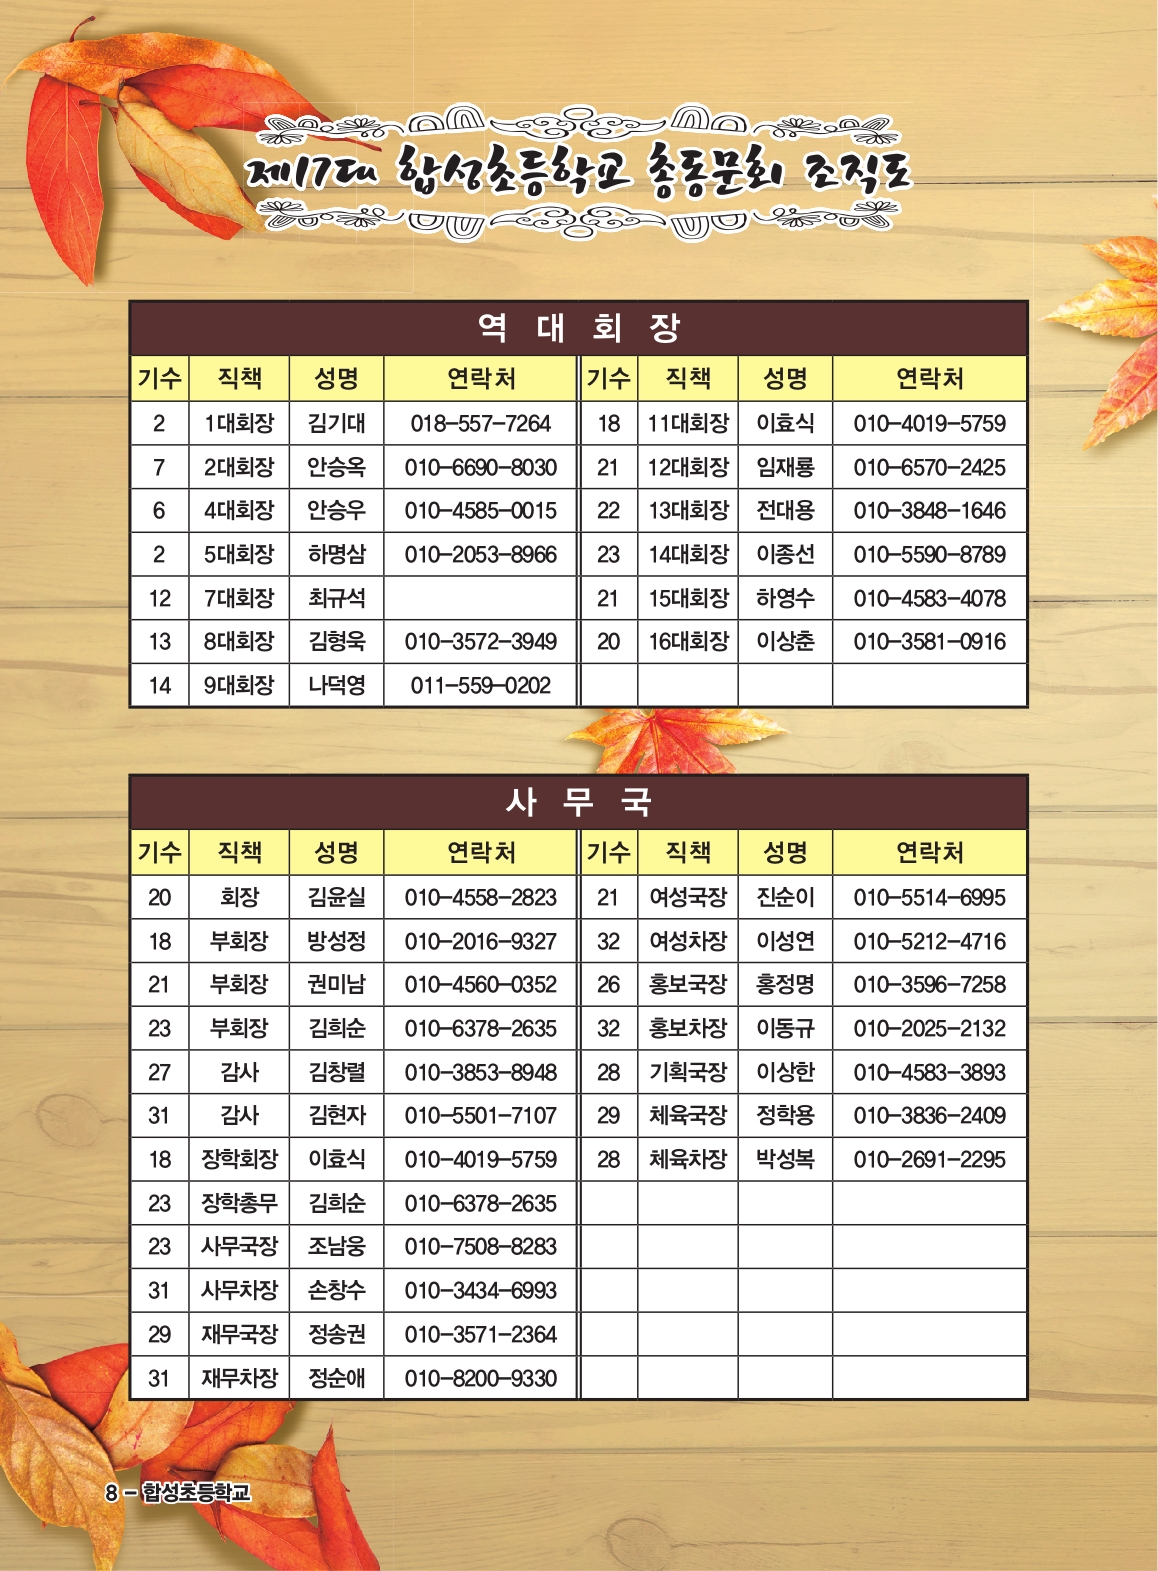 제17대 합성초등학교 총동문회 조직도
역 대 회 장
기수 직책 성명 연락처 기수 직책 성명 연락처
2 1대회장 김기대 018-557-7264 18 11대회장 이효식 010-4019-5759
7 2대회장 안승옥 010-6690-8030 21 12대회장 임재룡 010-6570-2425
6 4대회장 안승우 010-4585-0015 22 13대회장 전대용 010-3848-1646
2 5대회장 하명삼 010-2053-8966 23 14대회장 이종선 010-5590-8789
12 7대회장 최규석 21 15대회장 하영수 010-4583-4078
13 8대회장 김형욱 010-3572-3949 20 16대회장 이상춘 010-3581-0916
14 9대회장 나덕영 011-559-0202
사 무 국
기수 직책 성명 연락처 기수 직책 성명 연락처
20 회장 김윤실 010-4558-2823 21 여성국장 진순이 010-5514-6995
18 부회장 방성정 010-2016-9327 32 여성차장 이성연 010-5212-4716
21 부회장 권미남 010-4560-0352 26 홍보국장 홍정명 010-3596-7258
23 부회장 김희순 010-6378-2635 32 홍보차장 이동규 010-2025-2132
27 감사 김창렬 010-3853-8948 28 기획국장 이상한 010-4583-3893
31 감사 김현자 010-5501-7107 29 체육국장 정학용 010-3836-2409
18 장학회장 이효식 010-4019-5759 28 체육차장 박성복 010-2691-2295
23 장학총무 김희순 010-6378-2635
23 사무국장 조남웅 010-7508-8283
31 사무차장 손창수 010-3434-6993
29 재무국장 정송권 010-3571-2364
31 재무차장 정순애 010-8200-9330
8 - 합성초등학교